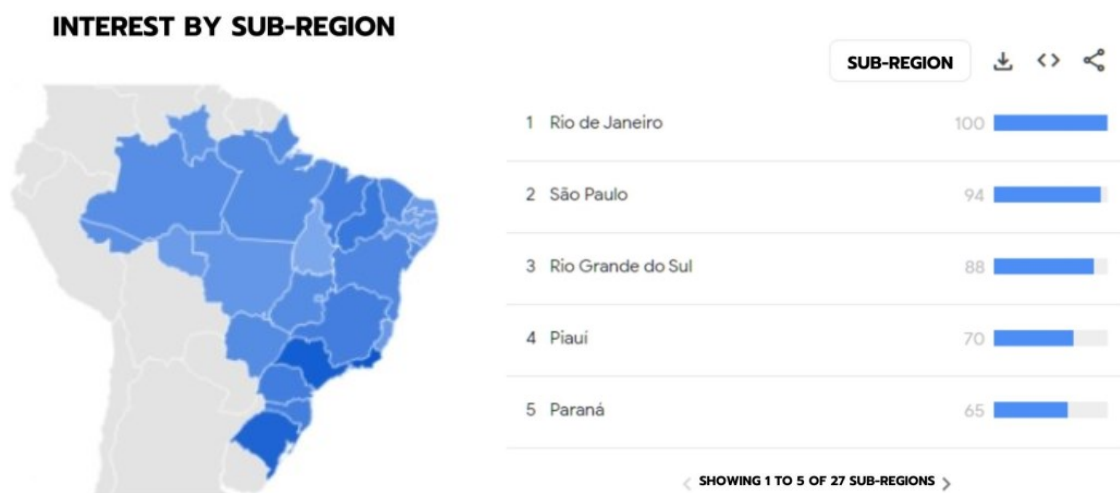 INTEREST BY SUB-REGION
SUB-REGION
1 Rio de Janeiro 100
2 São Paulo 94
3 Rio Grande do Sul 88
4 Piauí 70
5 Paraná 65
SHOWING 1 TO 5 OF 27 SUB-REGIONS